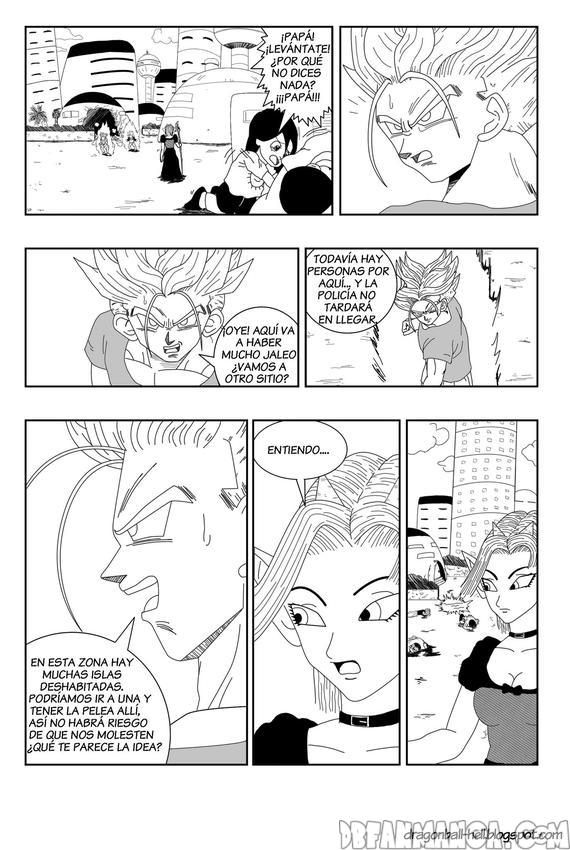 ¡PAPÁ!
¡LEVÁNTATE!
¿POR QUÉ
NO DICES
NADA?
¡¡¡PAPÁ!!!
¡OYE! AQUÍ VA
A HABER
MUCHO JALEO
¿VAMOS A
OTRO SITIO?
TODAVÍA HAY
PERSONAS POR
AQUÍ... Y LA
POLICÍA NO
TARDARÁ
EN LLEGAR.
EN ESTA ZONA HAY
MUCHAS ISLAS
DESHABITADAS.
PODRÍAMOS IR A UNA Y
TENER LA PELEA ALLÍ,
ASÍ NO HABRÁ RIESGO
DE QUE NOS MOLESTEN
¿QUÉ TE PARECE LA IDEA?
ENTIENDO....
dragonball-hell.blogspot.com
DBFANMANGA.COM